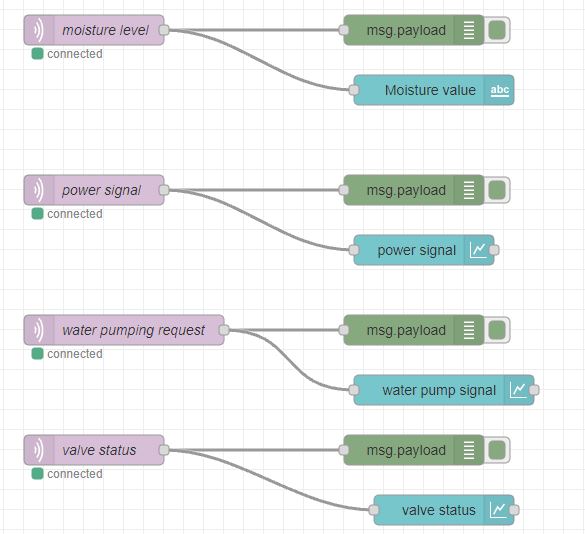 moisture level
msg.payload
connected
Moisture value
abc
power signal
msg.payload
connected
power signal
water pumping request
msg.payload
connected
water pump signal
valve status
msg.payload
connected
valve status